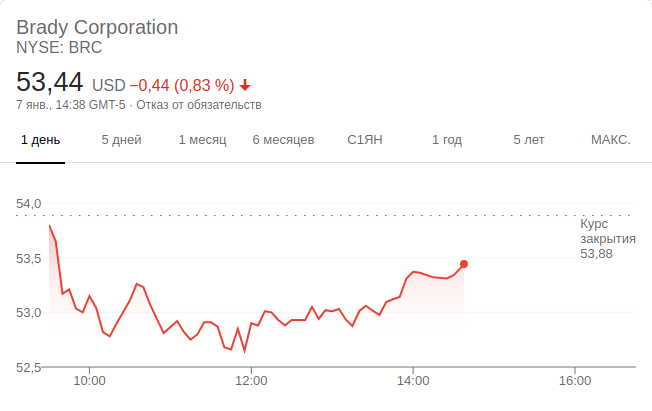 Brady Corporation
NYSE: BRC
53,44 USD −0,44 (0,83 %)
7 янв., 14:38 GMT-5 · Отказ от обязательств
1 день 5 дней 1 месяц 6 месяцев С1ЯН 1 год 5 лет МАКС.
54,0
Курс
закрытия
53,88
53,5
53,0
52,5
10:00 12:00 14:00 16:00